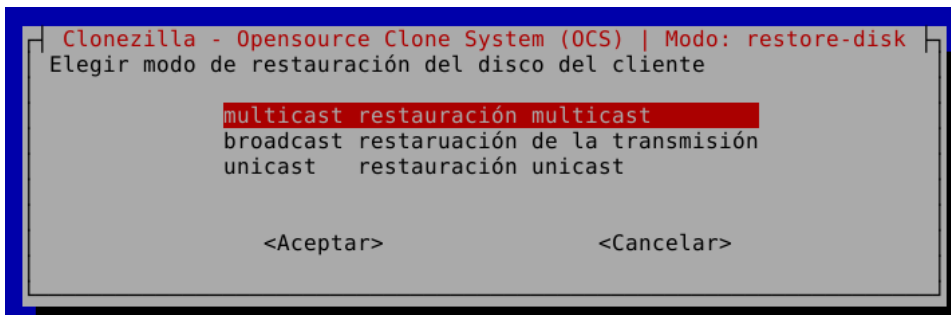 Clonezilla - Opensource Clone System (OCS) | Modo: restore-disk
Elegir modo de restauración del disco del cliente
multicast restauración multicast
broadcast restaruación de la transmisión
unicast restauración unicast
<Aceptar> <Cancelar>